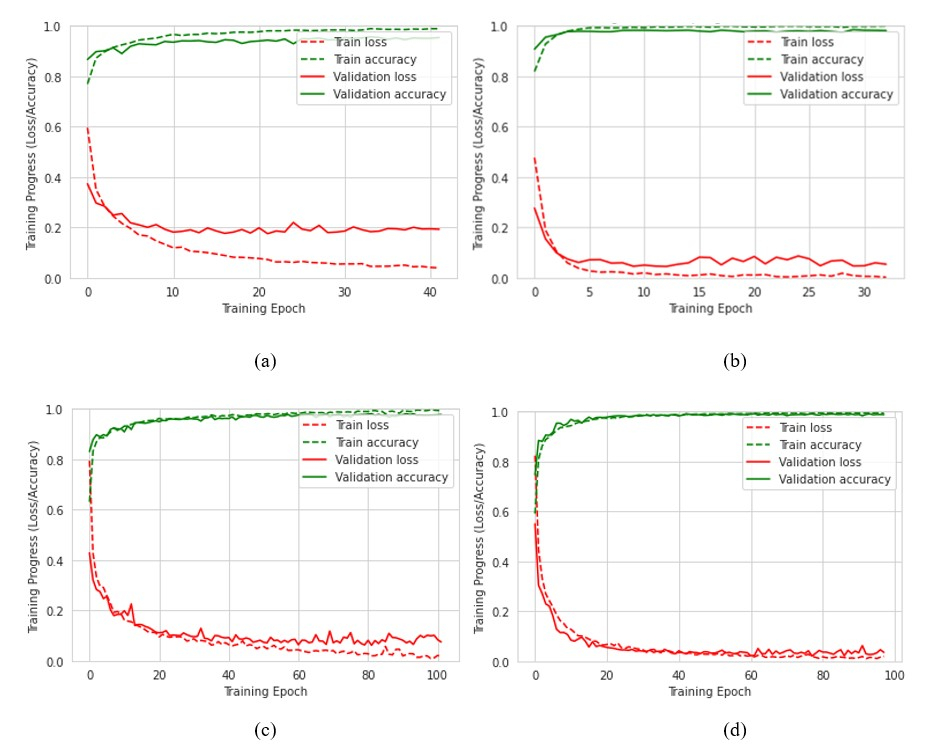 1.0
0.8
0.6
0.4
0.2
0.0
Training Progress (Loss/Accuracy)
Train loss
Train accuracy
Validation loss
Validation accuracy
0 10 20 30 40
Training Epoch
(a)
1.0
0.8
0.6
0.4
0.2
0.0
Training Progress (Loss/Accuracy)
Train loss
Train accuracy
Validation loss
Validation accuracy
0 5 10 15 20 25 30
Training Epoch
(b)
1.0
0.8
0.6
0.4
0.2
0.0
Training Progress (Loss/Accuracy)
Train loss
Train accuracy
Validation loss
Validation accuracy
0 20 40 60 80 100
Training Epoch
(c)
1.0
0.8
0.6
0.4
0.2
0.0
Training Progress (Loss/Accuracy)
Train loss
Train accuracy
Validation loss
Validation accuracy
0 20 40 60 80 100
Training Epoch
(d)